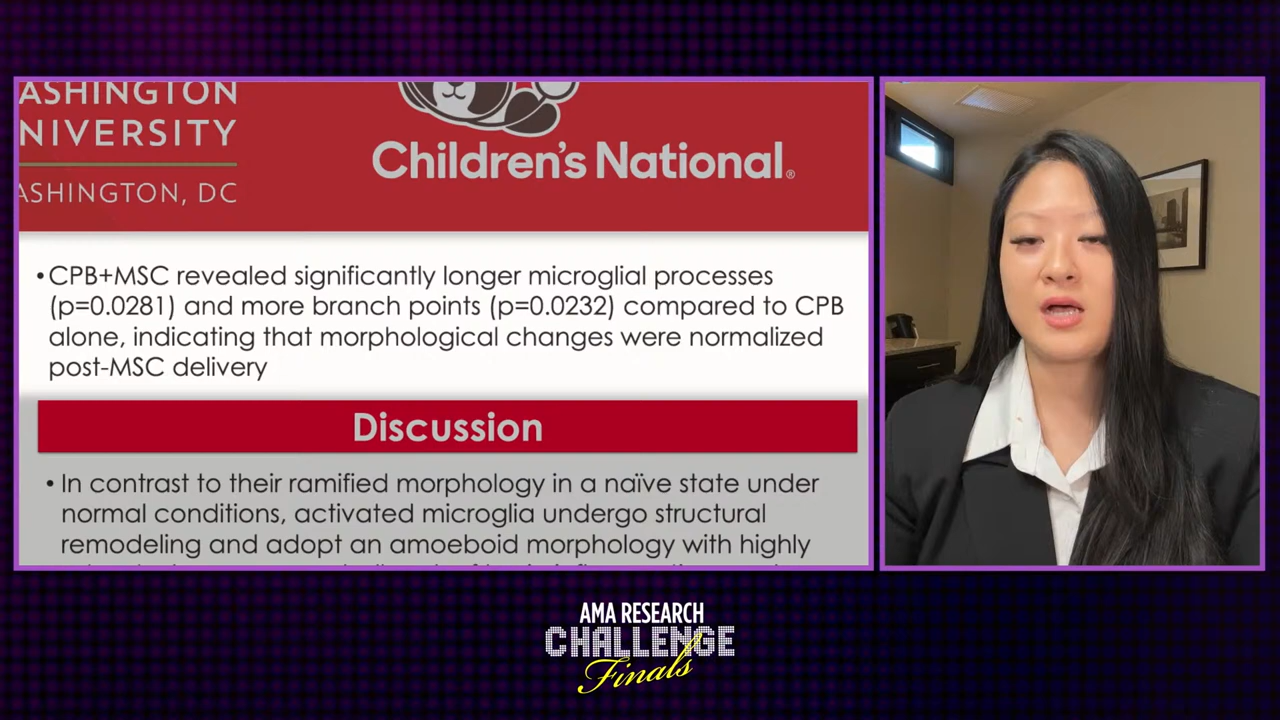 ASHINGTON
NIVERSITY
ASHINGTON, DC
Children's National®
• CPB+MSC revealed significantly longer microglial processes
(p=0.0281) and more branch points (p=0.0232) compared to CPB
alone, indicating that morphological changes were normalized
post-MSC delivery
Discussion
• In contrast to their ramified morphology in a naïve state under
normal conditions, activated microglia undergo structural
remodeling and adopt an amoeboid morphology with highly
AMA RESEARCH
CHALLENGE
Finals